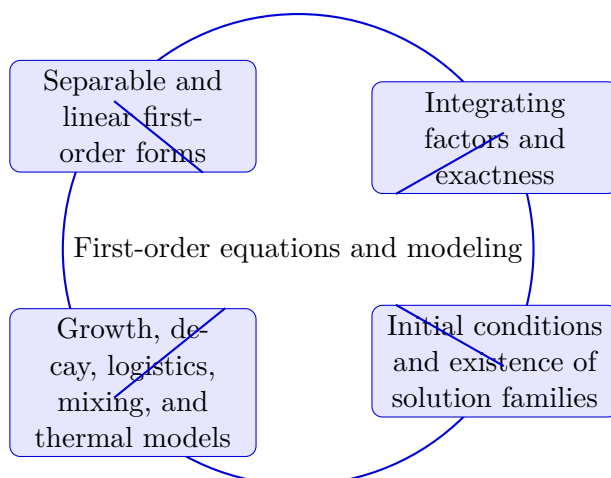 Separable and
linear first-
order forms
Integrating
factors and
exactness
First-order equations and modeling
Growth, de-
cay, logistics,
mixing, and
thermal models
Initial conditions
and existence of
solution families